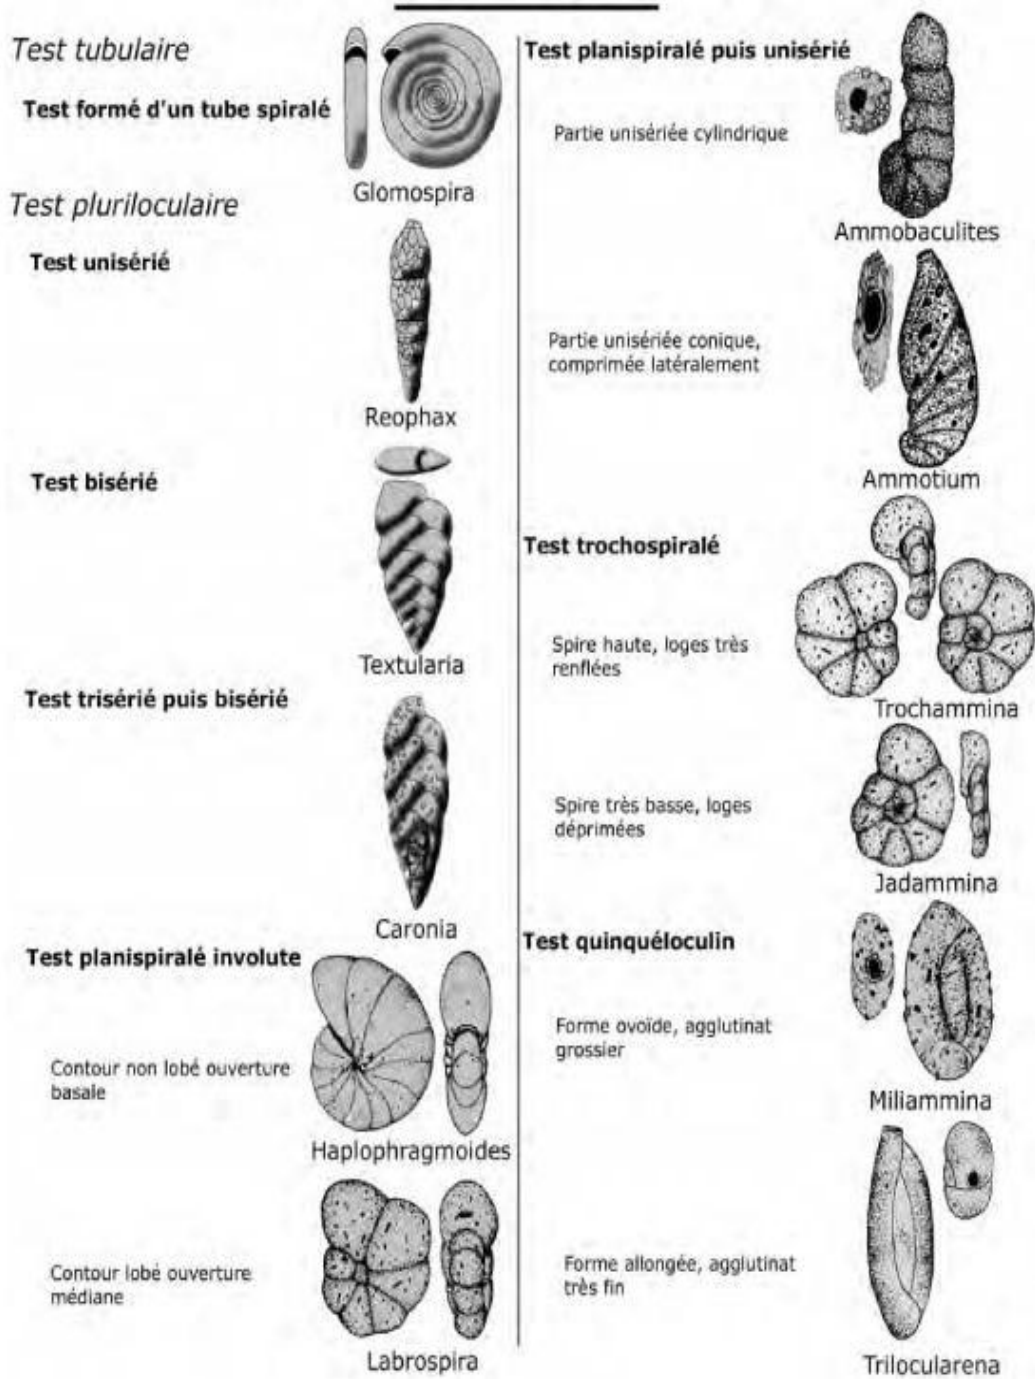 Test tubulaire
Test formé d'un tube spiralé
Glomospira
Test pluriloculaire
Test unisérié
Reophax
Test bisérié
Textularia
Test trisérié puis bisérié
Caronia
Test planispiralé involute
Contour non lobé ouverture
basale
Haplophragmoides
Contour lobé ouverture
médiane
Labrospira
Test planispiralé puis unisérié
Partie unisériée cylindrique
Ammobaculites
Partie unisériée conique,
comprimée latéralement
Ammotium
Test trochospiralé
Spire haute, loges très
renflées
Trochammina
Spire très basse, loges
déprimées
Jadammina
Test quinquéloculin
Forme ovoïde, agglutinat
grossier
Miliammina
Forme allongée, agglutinat
très fin
Trilocularena